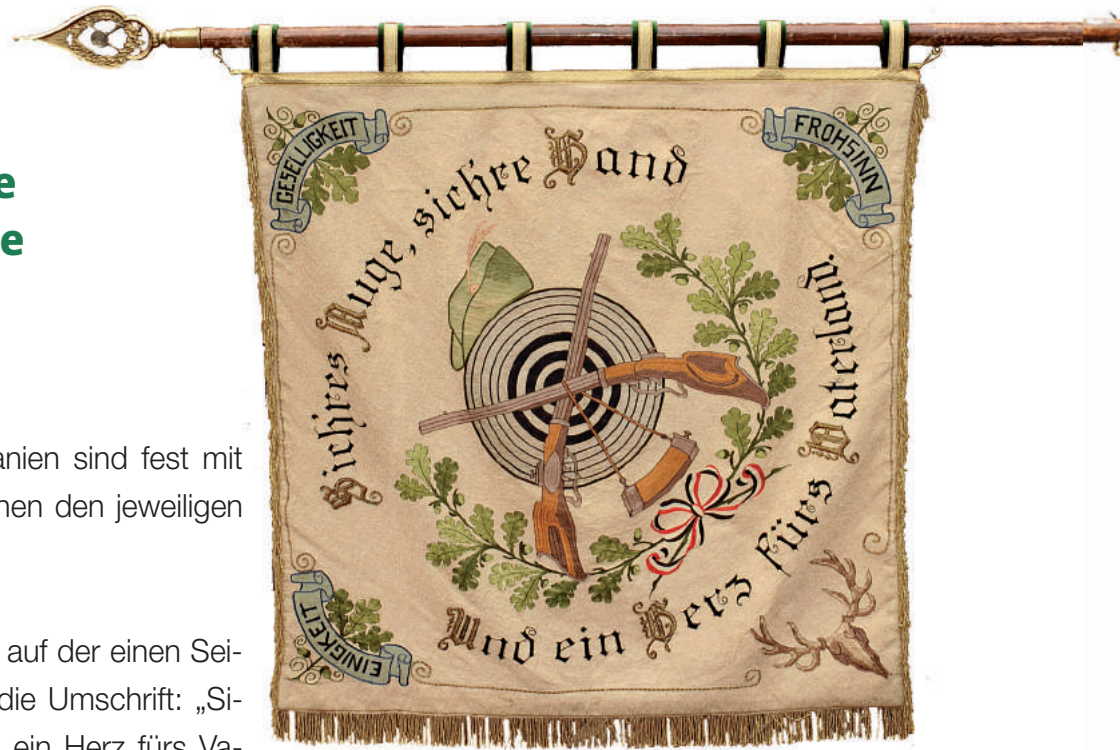 e
e
anien sind fest mit
nen den jeweiligen
auf der einen Sei-
die Umschrift: „Si-
ein Herz fürs Va-
GESELLIGKEIT
FROHSINN
Sichres Auge, sichre Hand
Und ein Herz fürs Vaterland.
EINIGKEIT